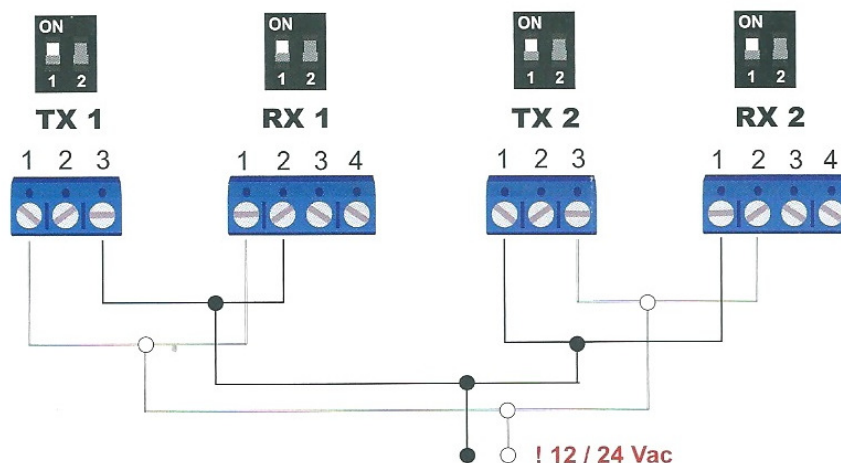 ON ON ON ON
1 2 1 2 1 2 1 2
TX 1 RX 1 TX 2 RX 2
1 2 3 1 2 3 4 1 2 3 1 2 3 4
! 12 / 24 Vac